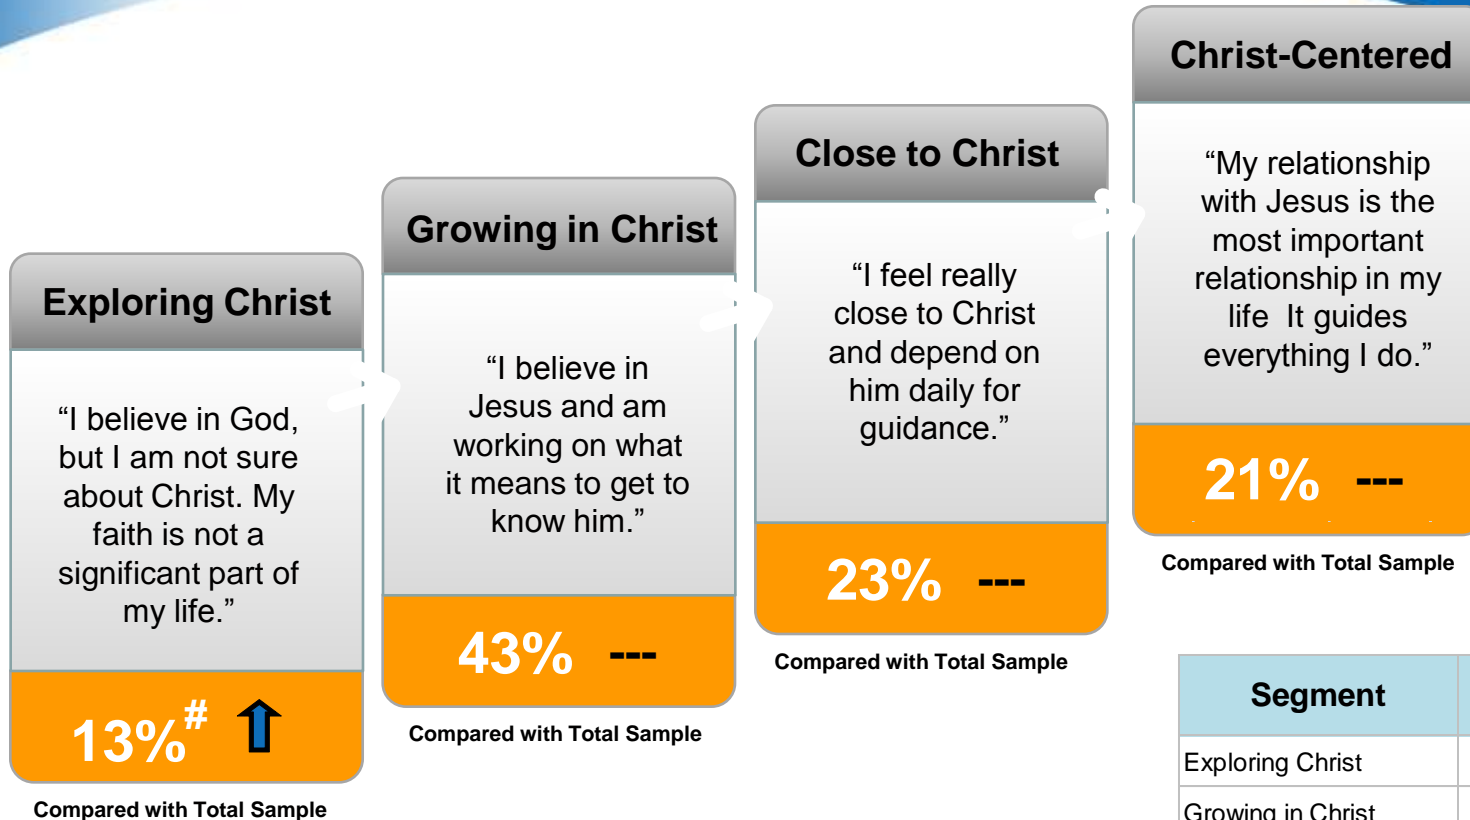 Exploring Christ
“I believe in God,
but I am not sure
about Christ. My
faith is not a
significant part of
my life.”
13%#
Compared with Total Sample
Growing in Christ
“I believe in
Jesus and am
working on what
it means to get to
know him.”
43% ---
Compared with Total Sample
Close to Christ
“I feel really
close to Christ
and depend on
him daily for
guidance.”
23% ---
Compared with Total Sample
Christ-Centered
“My relationship
with Jesus is the
most important
relationship in my
life It guides
everything I do.”
21% ---
Compared with Total Sample
Segment
Exploring Christ
Growing in Christ